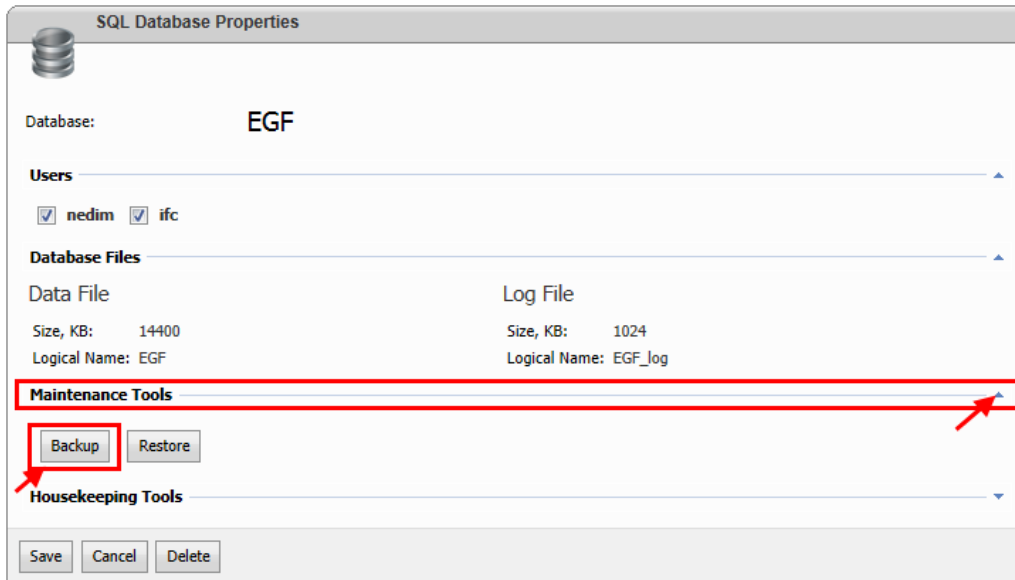 SQL Database Properties
Database: EGF
Users
nedim ifc
Database Files
Data File Log File
Size, KB: 14400 Size, KB: 1024
Logical Name: EGF Logical Name: EGF_log
Maintenance Tools
Backup Restore
Housekeeping Tools
Save Cancel Delete